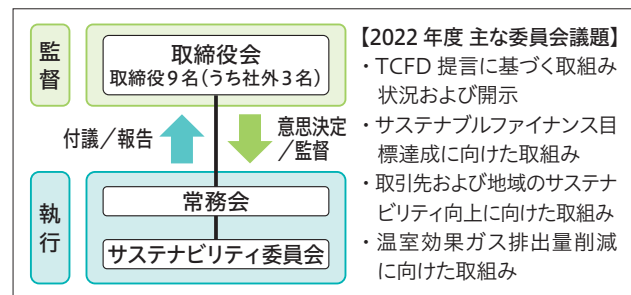 監督
取締役会
取締役9名(うち社外3名)
付議／報告
意思決定
／監督
執行
常務会
サステナビリティ委員会
【2022年度 主な委員会議題】
・TCFD提言に基づく取組み
状況および開示
・サステナブルファイナンス目
標達成に向けた取組み
・取引先および地域のサステナ
ビリティ向上に向けた取組み
・温室効果ガス排出量削減
に向けた取組み